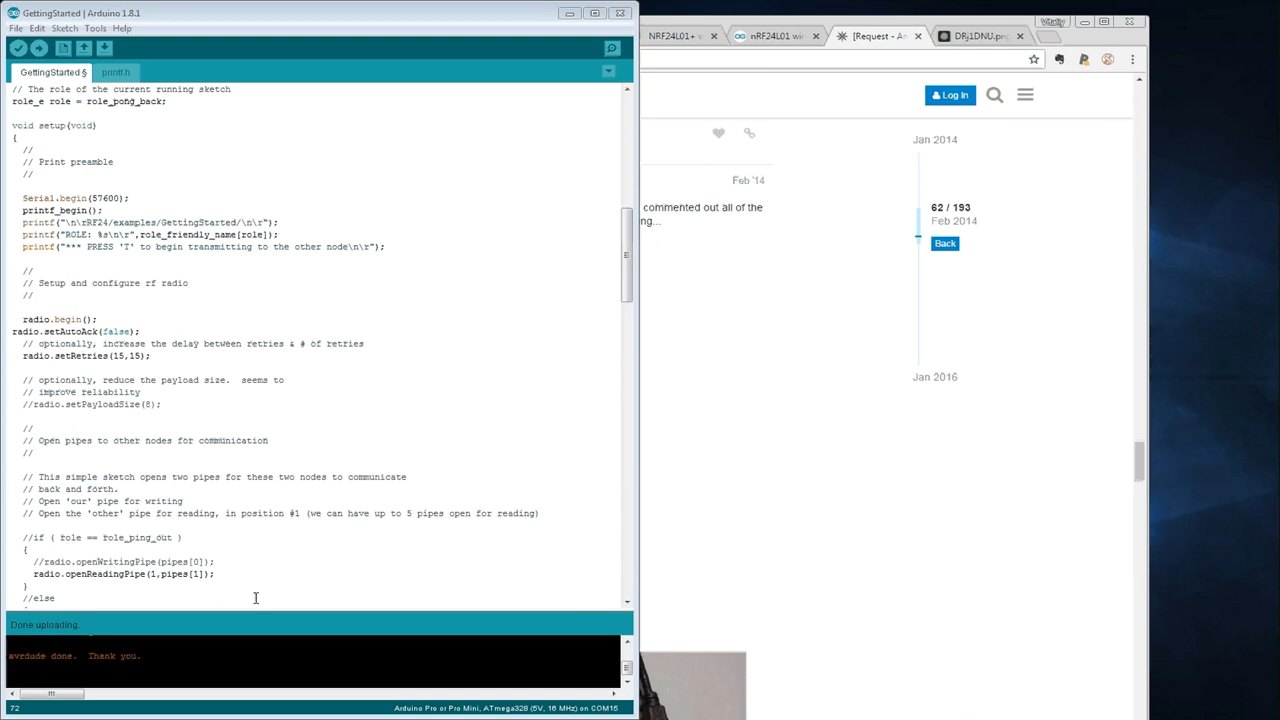 GettingStarted | Arduino 1.8.1
File Edit Sketch Tools Help
GettingStarted §
printf.h
// The role of the current running sketch
role_e role = role_pong_back;
void setup(void)
{
//
// Print preamble
//
Serial.begin(57600);
printf_begin();
printf("\n\rRF24/examples/GettingStarted/\n\r");
printf("ROLE: %s\n\r",role_friendly_name[role]);
printf("*** PRESS 'T' to begin transmitting to the other node\n\r");
//
// Setup and configure rf radio
//
radio.begin();
radio.setAutoAck(false);
// optionally, increase the delay between retries & # of retries
radio.setRetries(15,15);
// optionally, reduce the payload size.  seems to
// improve reliability
//radio.setPayloadSize(8);
//
// Open pipes to other nodes for communication
//
// This simple sketch opens two pipes for these two nodes to communicate
// back and forth.
// Open 'our' pipe for writing
// Open the 'other' pipe for reading, in position #1 (we can have up to 5 pipes open for reading)
//if ( role == role_ping_out )
{
//radio.openWritingPipe(pipes[0]);
radio.openReadingPipe(1,pipes[1]);
}
//else
Done uploading.
avrdude done.  Thank you.
72
Arduino Pro or Pro Mini, ATmega328 (5V, 16 MHz) on COM15
Vitaliy
NRF24L01+ w
nRF24L01 wir
[Request - An
DRj1DNU.png
Log In
Jan 2014
Feb '14
commented out all of the
ng...
62 / 193
Feb 2014
Back
Jan 2016